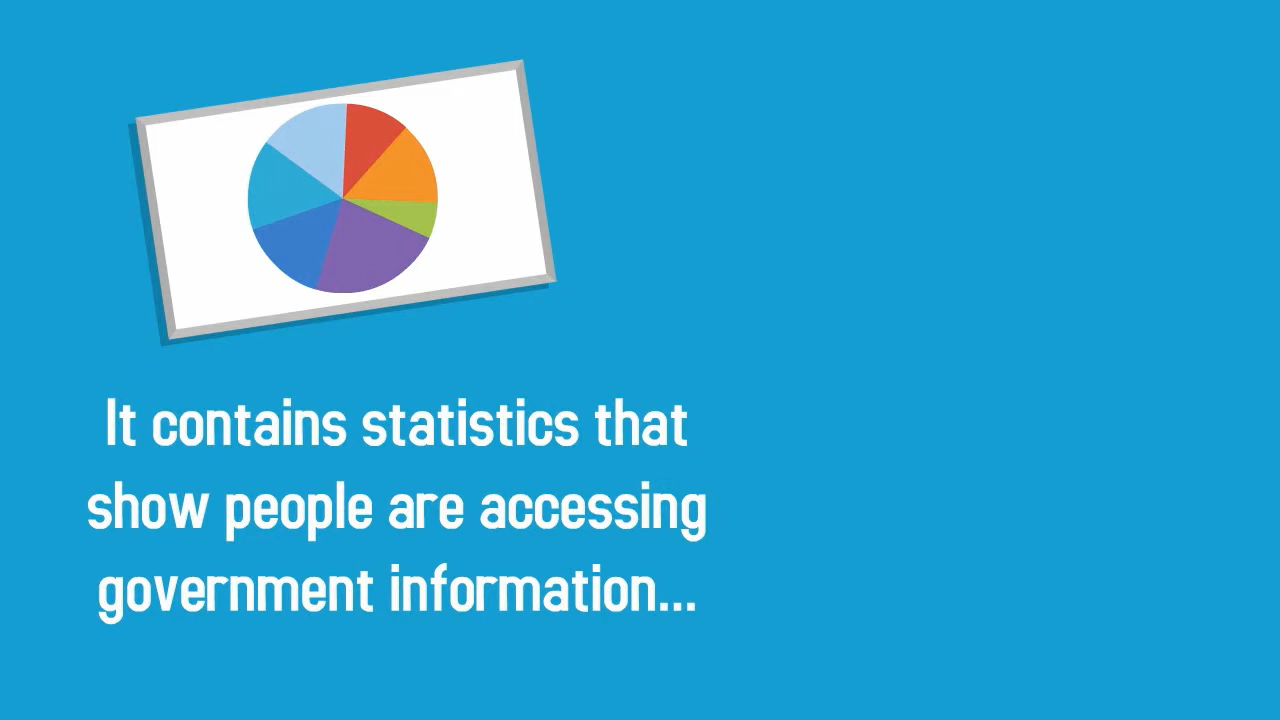 It contains statistics that
show people are accessing
government information...